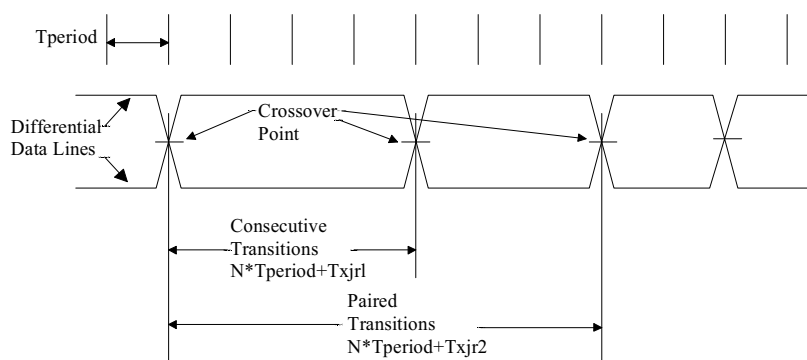 Tperiod
Crossover
Point
Differential
Data Lines
Consecutive
Transitions
N*Tperiod+Txjrl
Paired
Transitions
N*Tperiod+Txjr2